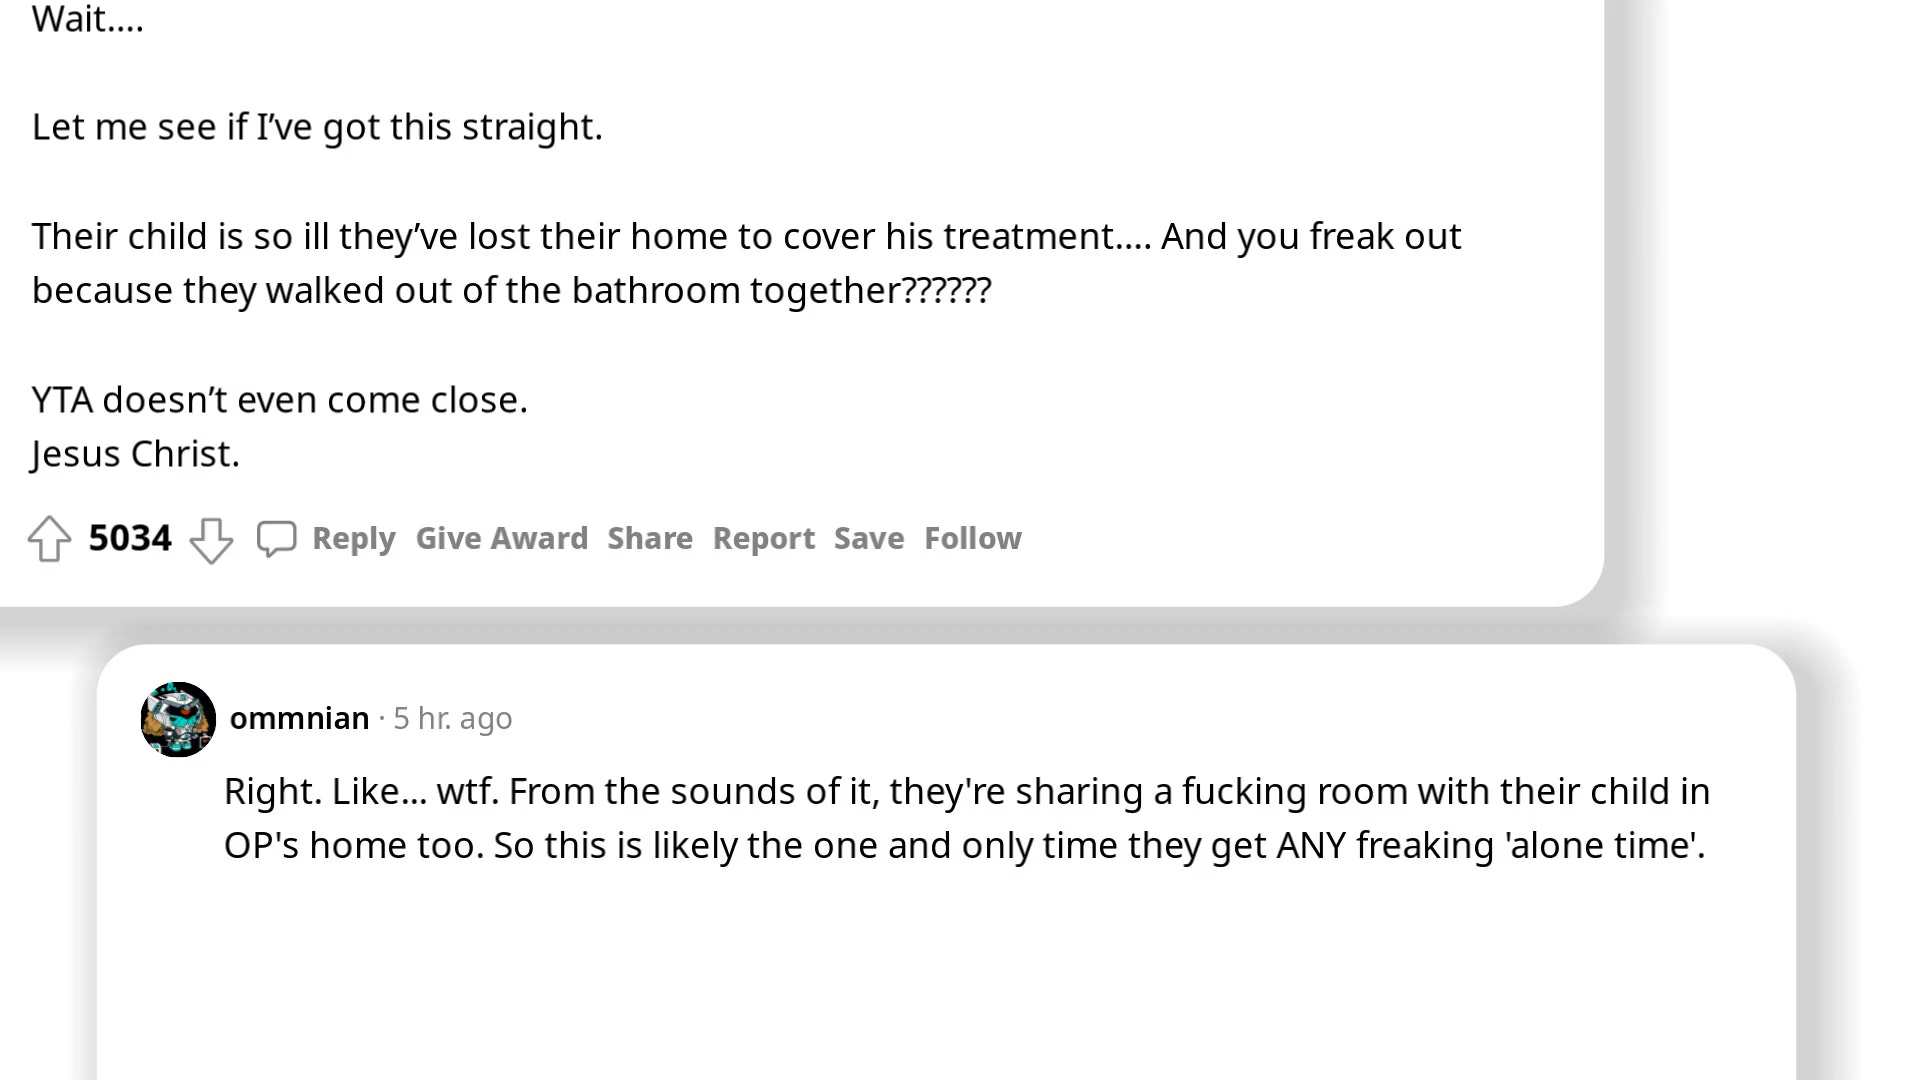 Wait....
Let me see if I’ve got this straight.
Their child is so ill they’ve lost their home to cover his treatment.... And you freak out
because they walked out of the bathroom together??????
YTA doesn’t even come close.
Jesus Christ.
5034 Reply Give Award Share Report Save Follow
ommnian · 5 hr. ago
Right. Like... wtf. From the sounds of it, they're sharing a fucking room with their child in
OP's home too. So this is likely the one and only time they get ANY freaking 'alone time'.